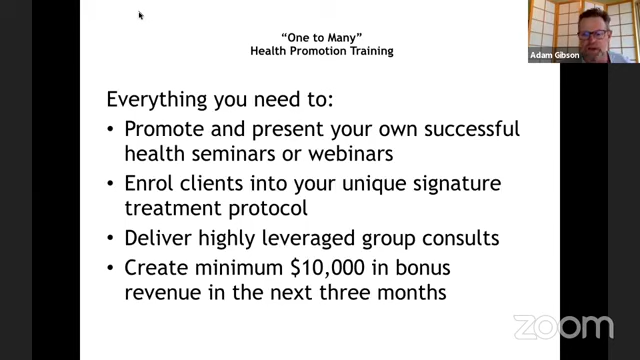 “One to Many”
Health Promotion Training
Adam Gibson
Everything you need to:
• Promote and present your own successful
health seminars or webinars
• Enrol clients into your unique signature
treatment protocol
• Deliver highly leveraged group consults
• Create minimum $10,000 in bonus
revenue in the next three months
zoom